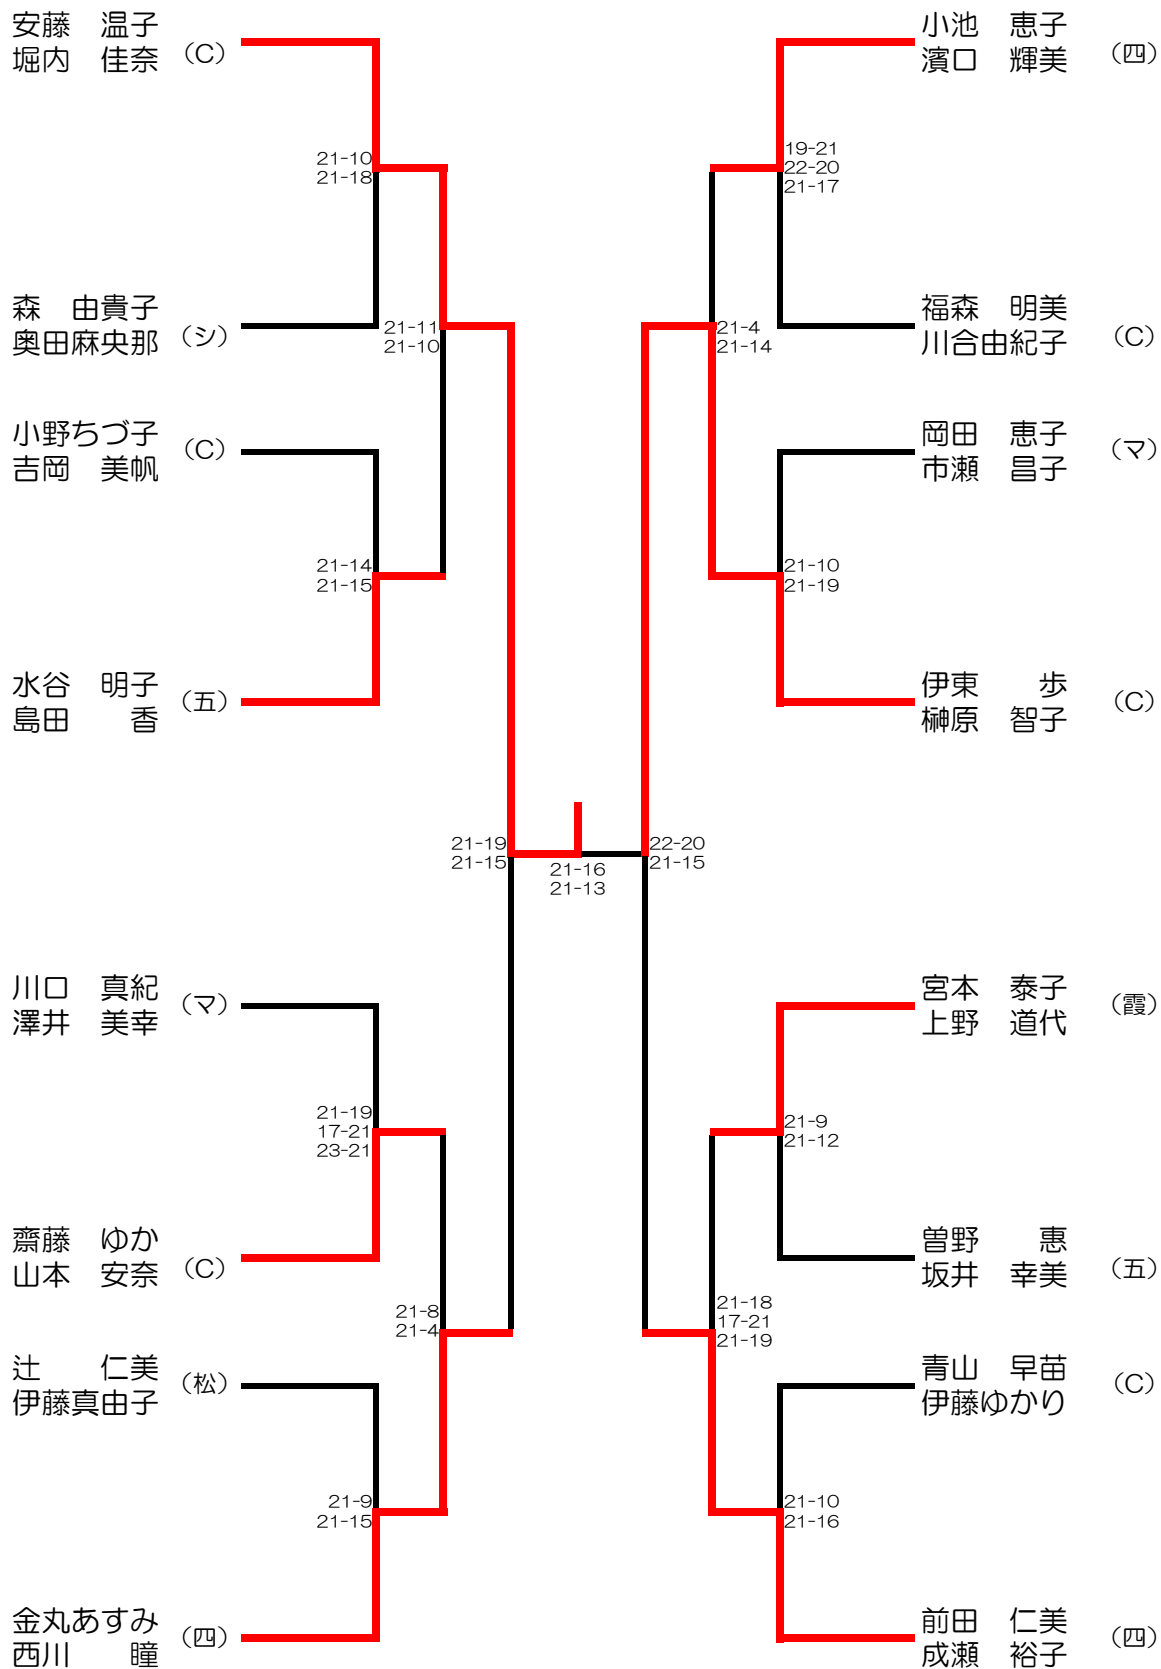 安藤　温子
堀内　佳奈
（C）
21-10
21-18
森　由貴子
奥田麻央那
（シ）
21-11
21-10
小野ちづ子
吉岡　美帆
（C）
21-14
21-15
水谷　明子
島田　　香
（五）
21-19
21-15
川口　真紀
澤井　美幸
（マ）
21-19
17-21
23-21
齋藤　ゆか
山本　安奈
（C）
21-8
21-4
辻　　仁美
伊藤真由子
（松）
21-9
21-15
金丸あすみ
西川　　瞳
（四）
21-16
21-13
小池　恵子
濱口　輝美
（四）
19-21
22-20
21-17
福森　明美
川合由紀子
（C）
21-4
21-14
岡田　恵子
市瀬　昌子
（マ）
21-10
21-19
伊東　　歩
榊原　智子
（C）
22-20
21-15
宮本　泰子
上野　道代
（霞）
21-9
21-12
曽野　　惠
坂井　幸美
（五）
21-18
17-21
21-19
青山　早苗
伊藤ゆかり
（C）
21-10
21-16
前田　仁美
成瀬　裕子
（四）